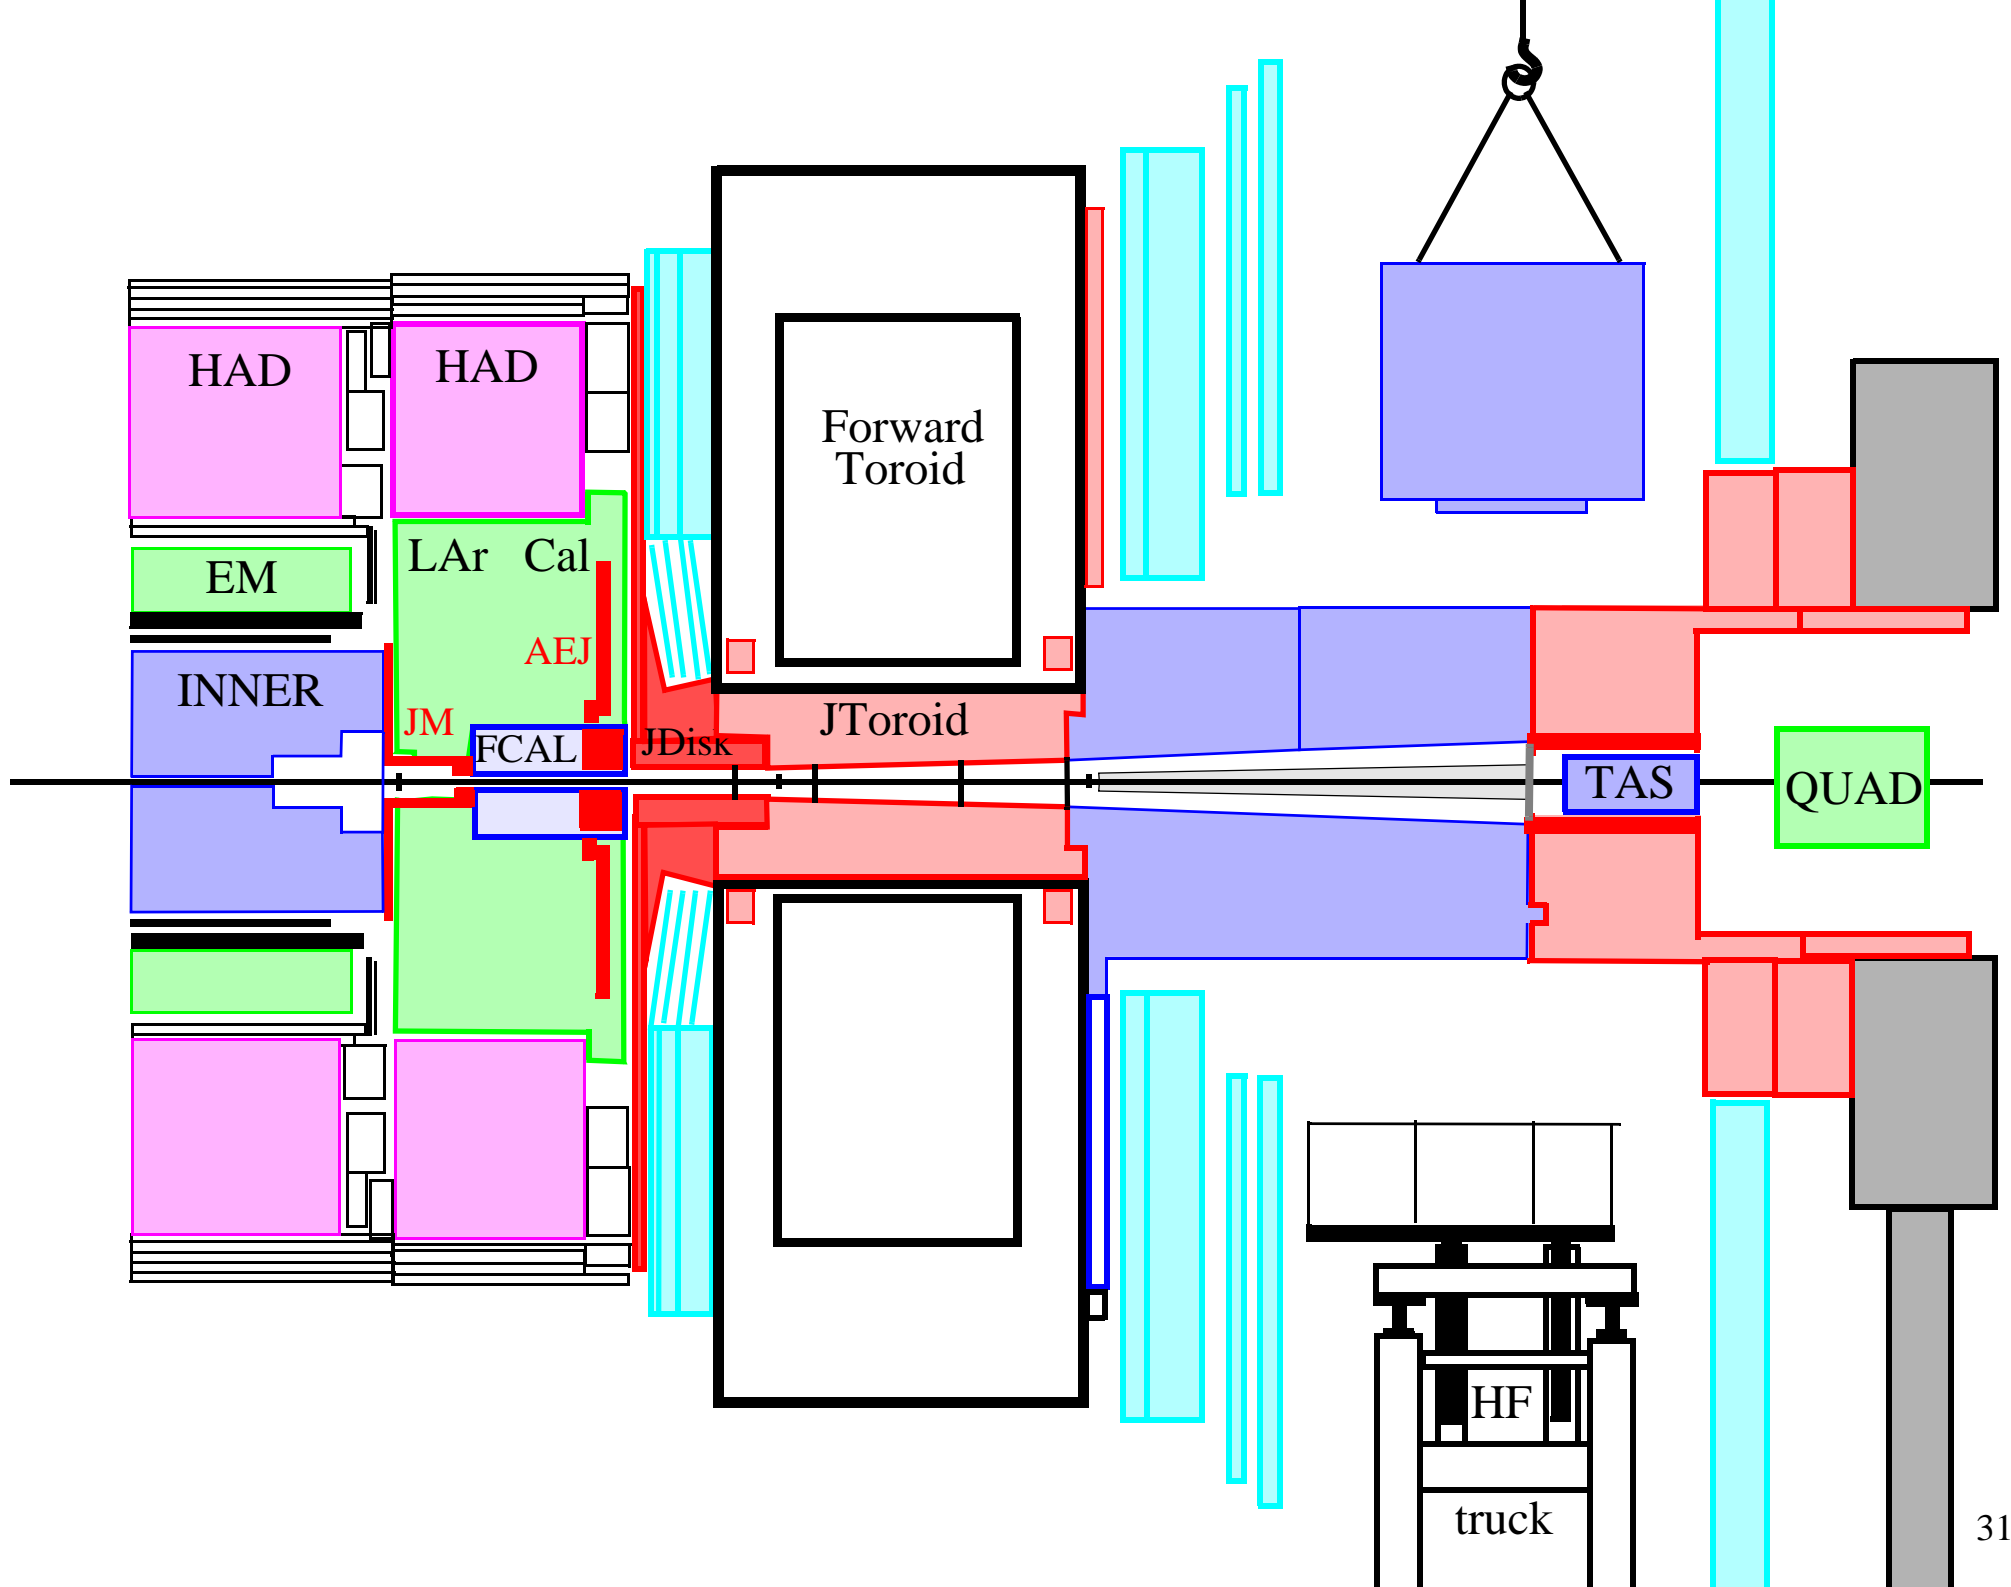 HAD
HAD
Forward
Toroid
LAr Cal
EM
AEJ
INNER
JM
JToroid
FCAL
JDisk
TAS
QUAD
HF
truck
31